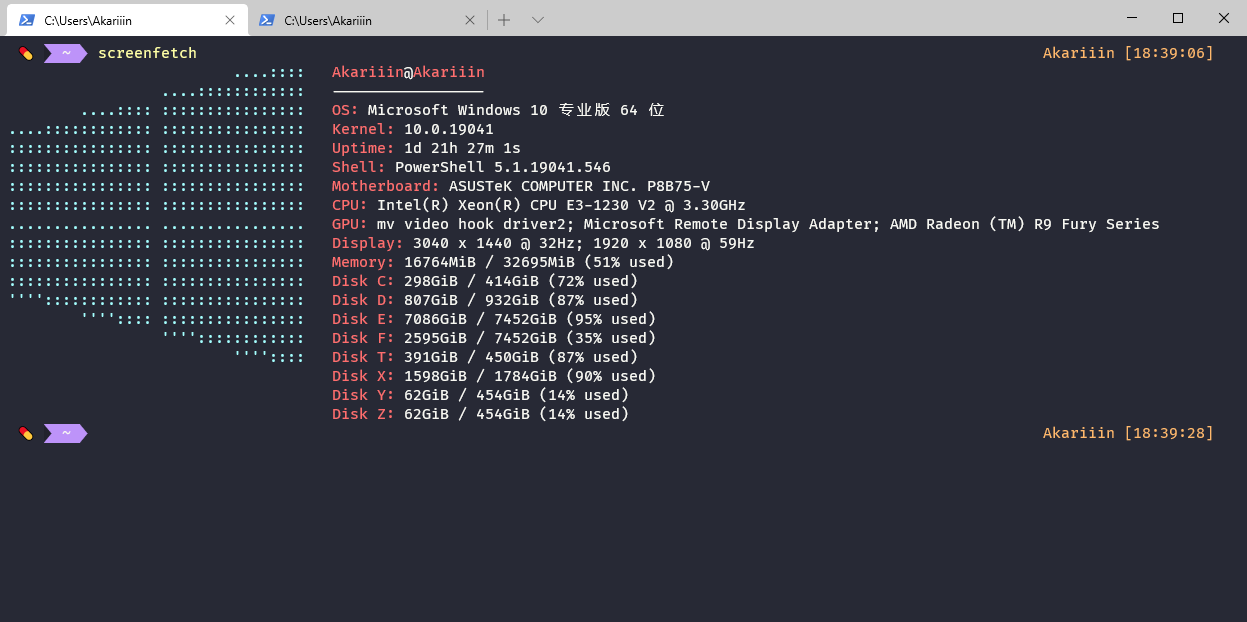 C:\Users\Akariiin
C:\Users\Akariiin
~ screenfetch Akariiin [18:39:06]
Akariiin@Akariiin
OS: Microsoft Windows 10 专业版 64 位
Kernel: 10.0.19041
Uptime: 1d 21h 27m 1s
Shell: PowerShell 5.1.19041.546
Motherboard: ASUSTeK COMPUTER INC. P8B75-V
CPU: Intel(R) Xeon(R) CPU E3-1230 V2 @ 3.30GHz
GPU: mv video hook driver2; Microsoft Remote Display Adapter; AMD Radeon (TM) R9 Fury Series
Display: 3040 x 1440 @ 32Hz; 1920 x 1080 @ 59Hz
Memory: 16764MiB / 32695MiB (51% used)
Disk C: 298GiB / 414GiB (72% used)
Disk D: 807GiB / 932GiB (87% used)
Disk E: 7086GiB / 7452GiB (95% used)
Disk F: 2595GiB / 7452GiB (35% used)
Disk T: 391GiB / 450GiB (87% used)
Disk X: 1598GiB / 1784GiB (90% used)
Disk Y: 62GiB / 454GiB (14% used)
Disk Z: 62GiB / 454GiB (14% used)
~ Akariiin [18:39:28]